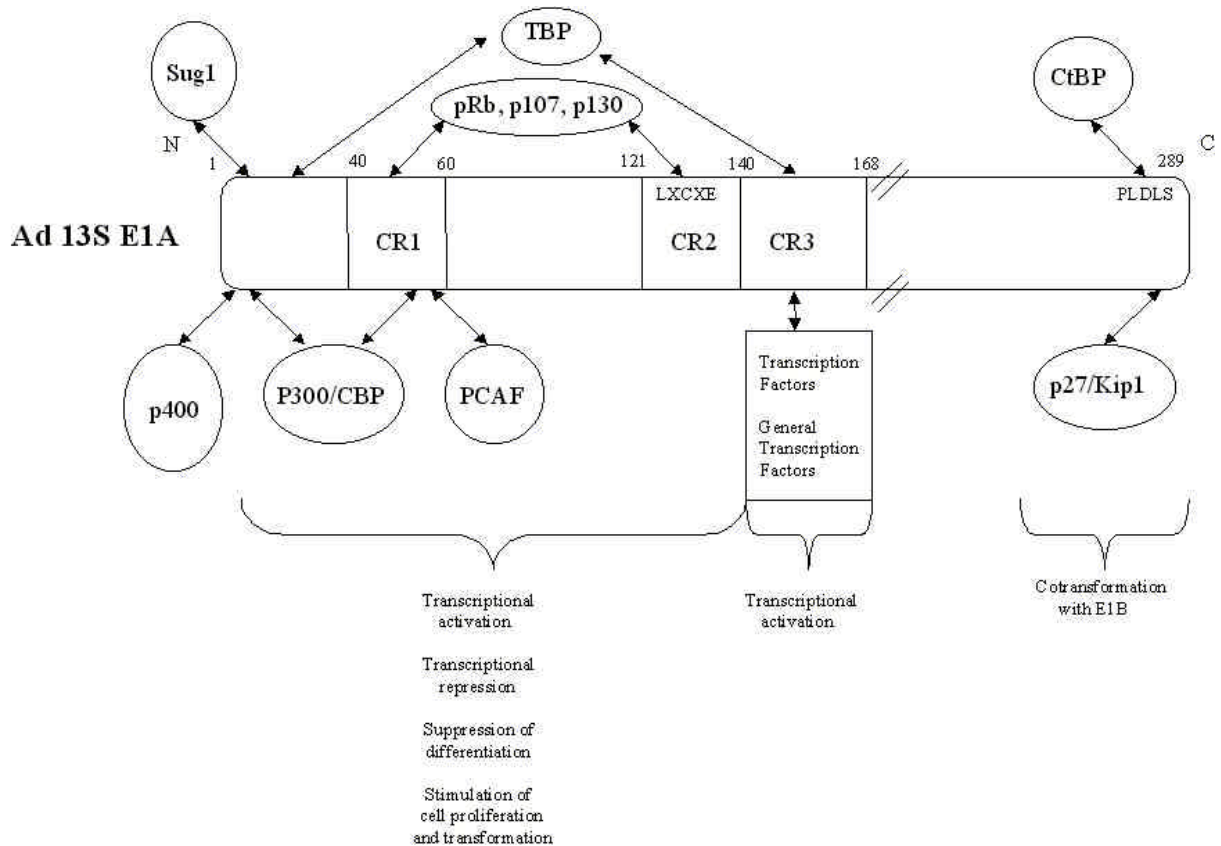 TBP
Sug1
CtBP
pRb, p107, p130
N
C
1
40
60
121
140
168
289
LXCXE
PLDLS
Ad 13S E1A
CR1
CR2
CR3
p400
P300/CBP
PCAF
Transcription
Factors
General
Transcription
Factors
p27/Kip1
Transcriptional
activation
Transcriptional
repression
Suppression of
differentiation
Stimulation of
cell proliferation
and transformation
Transcriptional
activation
Cotransformation
with E1B